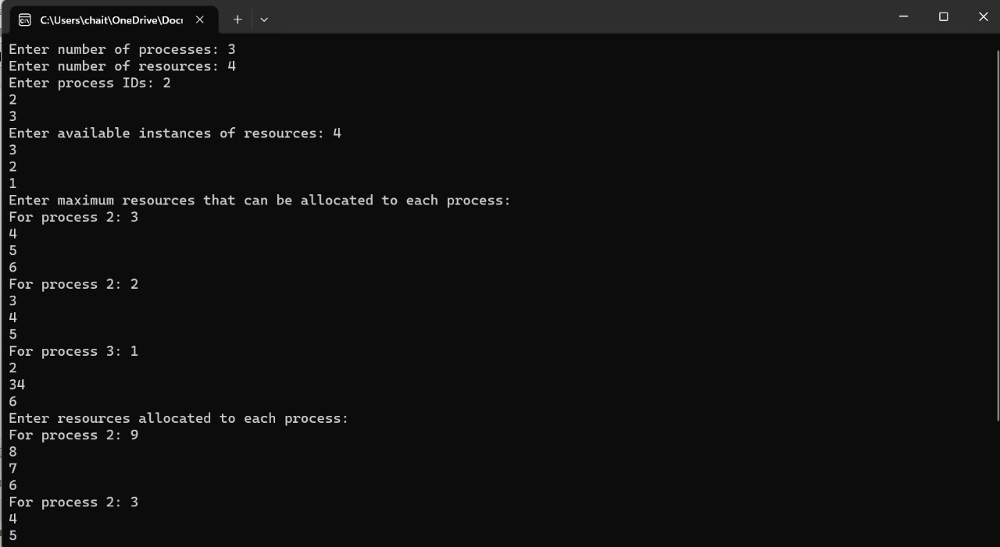 C:\Users\chait\OneDrive\Docu
Enter number of processes: 3
Enter number of resources: 4
Enter process IDs: 2
2
3
Enter available instances of resources: 4
3
2
1
Enter maximum resources that can be allocated to each process:
For process 2: 3
4
5
6
For process 2: 2
3
4
5
For process 3: 1
2
34
6
Enter resources allocated to each process:
For process 2: 9
8
7
6
For process 2: 3
4
5